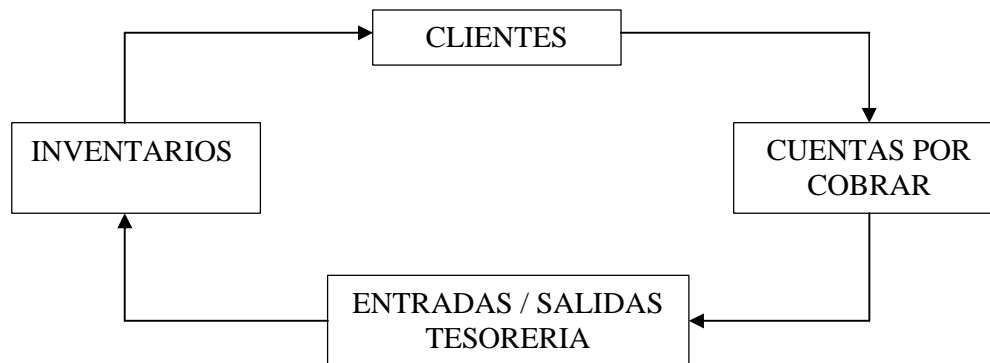 CLIENTES
INVENTARIOS
CUENTAS POR
COBRAR
ENTRADAS / SALIDAS
TESORERIA